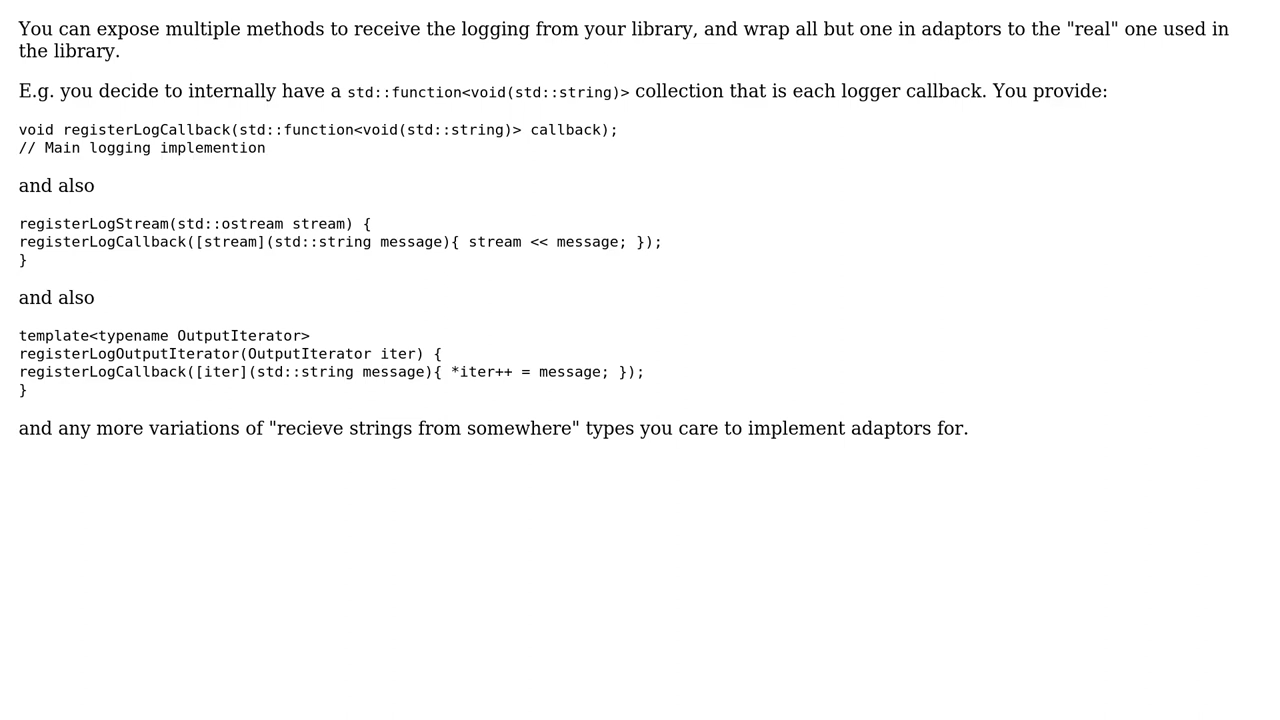 You can expose multiple methods to receive the logging from your library, and wrap all but one in adaptors to the "real" one used in
the library.
E.g. you decide to internally have a std::function<void(std::string)> collection that is each logger callback. You provide:
void registerLogCallback(std::function<void(std::string)> callback);
// Main logging implemention
and also
registerLogStream(std::ostream stream) {
registerLogCallback([stream](std::string message){ stream << message; });
}
and also
template<typename OutputIterator>
registerLogOutputIterator(OutputIterator iter) {
registerLogCallback([iter](std::string message){ *iter++ = message; });
}
and any more variations of "recieve strings from somewhere" types you care to implement adaptors for.